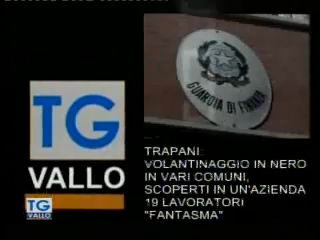 GUARDIA DI FINANZA
TG
VALLO
TRAPANI:
VOLANTINAGGIO IN NERO
IN VARI COMUNI,
SCOPERTI IN UN'AZIENDA
19 LAVORATORI
"FANTASMA"
TG
VALLO